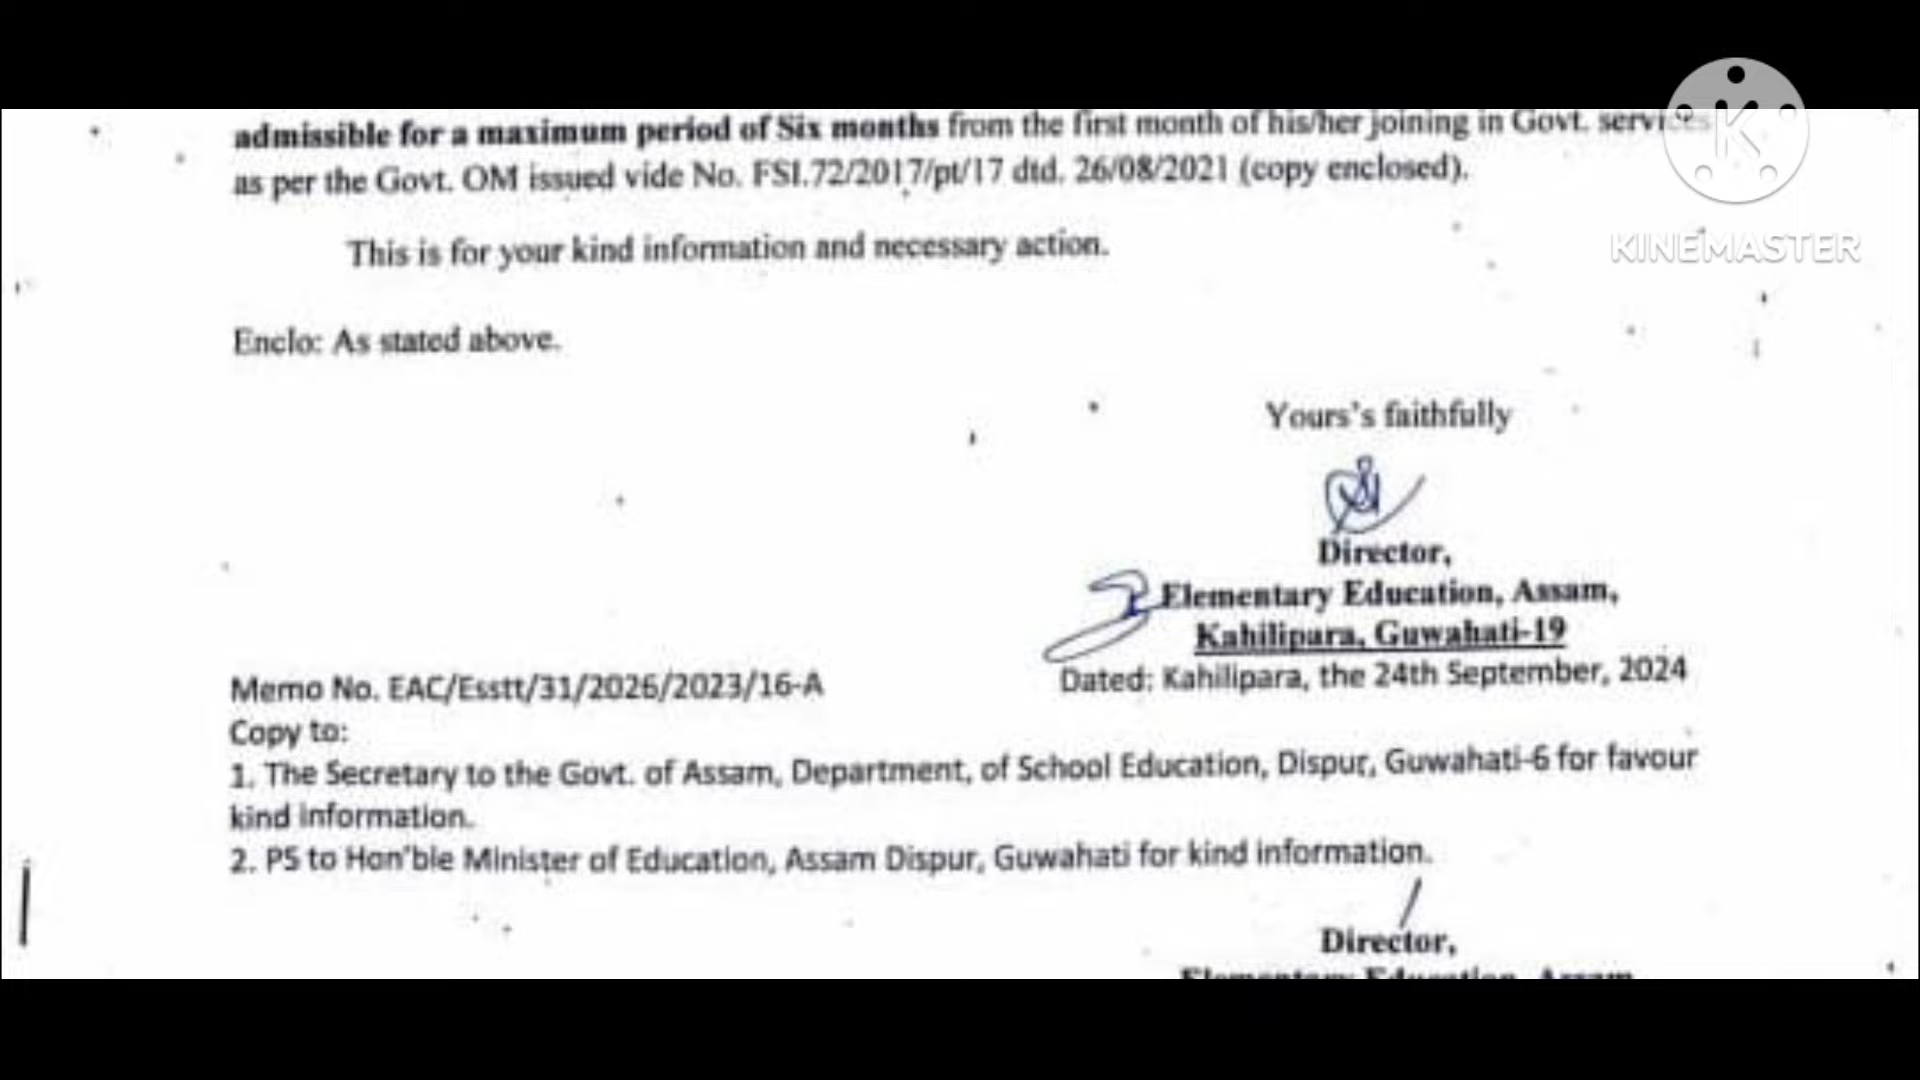 admissible for a maximum period of Six months from the first month of his/her joining in Govt. services
as per the Govt. OM issued vide No. FSI.72/2017/pt/17 dtd. 26/08/2021 (copy enclosed).
KINEMASTER
This is for your kind information and necessary action.
Enclo: As stated above.
Yours's faithfully
Director,
Elementary Education, Assam,
Kahilipara, Guwahati-19
Memo No. EAC/Esstt/31/2026/2023/16-A Dated: Kahilipara, the 24th September, 2024
Copy to:
1. The Secretary to the Govt. of Assam, Department, of School Education, Dispur, Guwahati-6 for favour
kind information.
2. PS to Hon'ble Minister of Education, Assam Dispur, Guwahati for kind information.
Director,
Elementary Education, Assam